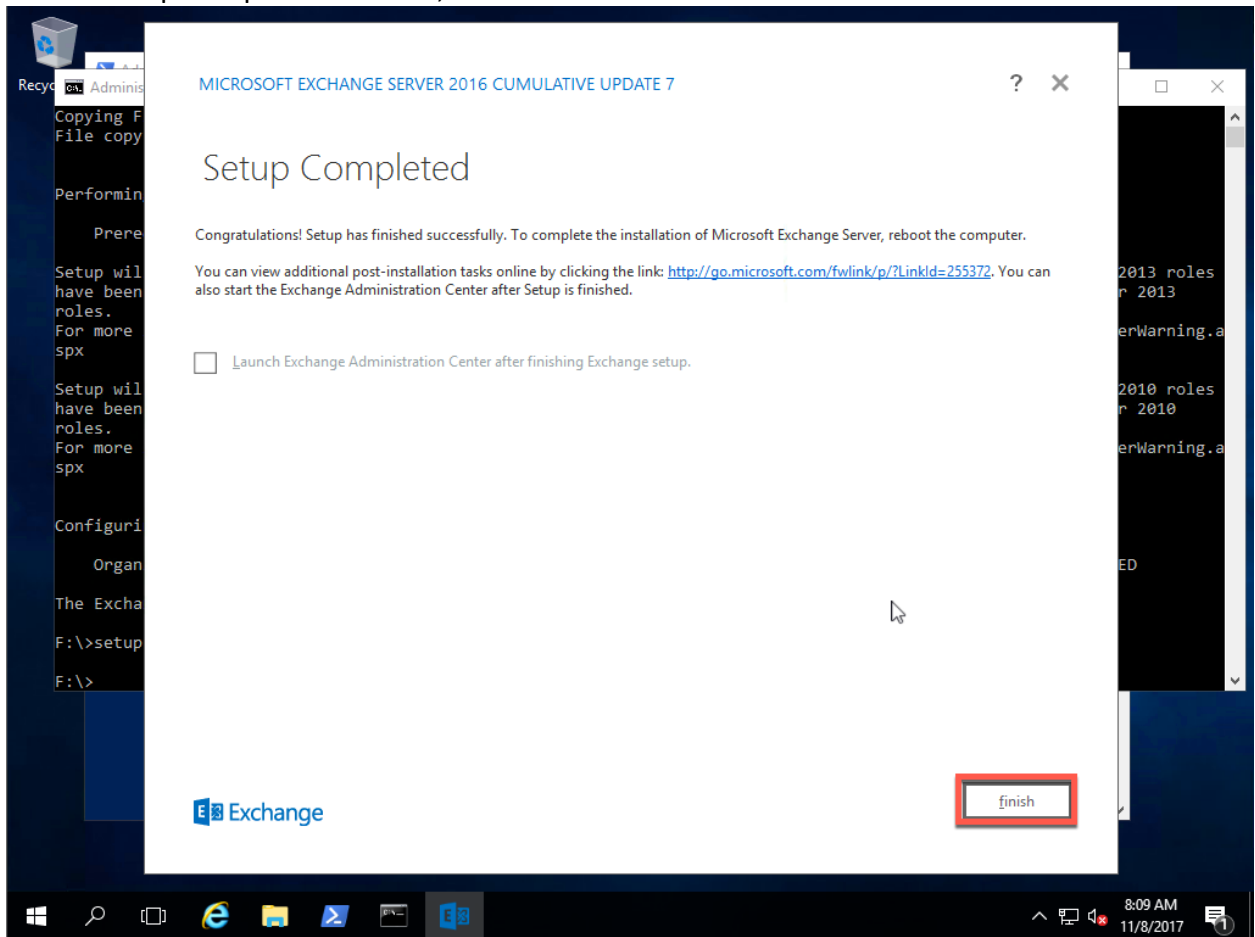 MICROSOFT EXCHANGE SERVER 2016 CUMULATIVE UPDATE 7
?
Setup Completed
Congratulations! Setup has finished successfully. To complete the installation of Microsoft Exchange Server, reboot the computer.
You can view additional post-installation tasks online by clicking the link: http://go.microsoft.com/fwlink/p/?LinkId=255372. You can
also start the Exchange Administration Center after Setup is finished.
Launch Exchange Administration Center after finishing Exchange setup.
Exchange
finish
Recyc
Adminis
Copying F
File copy
Performin
Prere
Setup wil
2013 roles
have been
r 2013
roles.
For more
erWarning.a
spx
Setup wil
2010 roles
have been
r 2010
roles.
For more
erWarning.a
spx
Configuri
Organ
ED
The Excha
F:\>setup
F:\>
8:09 AM
11/8/2017
1